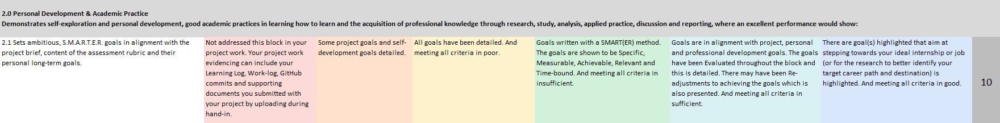 2.0 Personal Development & Academic Practice
Demonstrates self-exploration and personal development, good academic practices in learning how to learn and the acquisition of professional knowledge through research, study, analysis, applied practice, discussion and reporting, where an excellent performance would show:
2.1 Sets ambitious, S.M.A.R.T.E.R. goals in alignment with the
project brief, content of the assessment rubric and their
personal long-term goals.
Not addressed this block in your
project work. Your project work
evidencing can include your
Learning Log, Work-log, GitHub
commits and supporting
documents you submitted with
your project by uploading during
hand-in.
Some project goals and self-
development goals detailed.
All goals have been detailed. And
meeting all criteria in poor.
Goals written with a SMART(ER) method.
The goals are shown to be Specific,
Measurable, Achievable, Relevant and
Time-bound. And meeting all criteria in
insufficient.
Goals are in alignment with project, personal
and professional development goals. The goals
have been Evaluated throughout the block and
this is detailed. There may have been Re-
adjustments to achieving the goals which is
also presented. And meeting all criteria in
sufficient.
There are goal(s) highlighted that aim at
stepping towards your ideal internship or job
(or for the research to better identify your
target career path and destination) is
highlighted. And meeting all criteria in good.
10